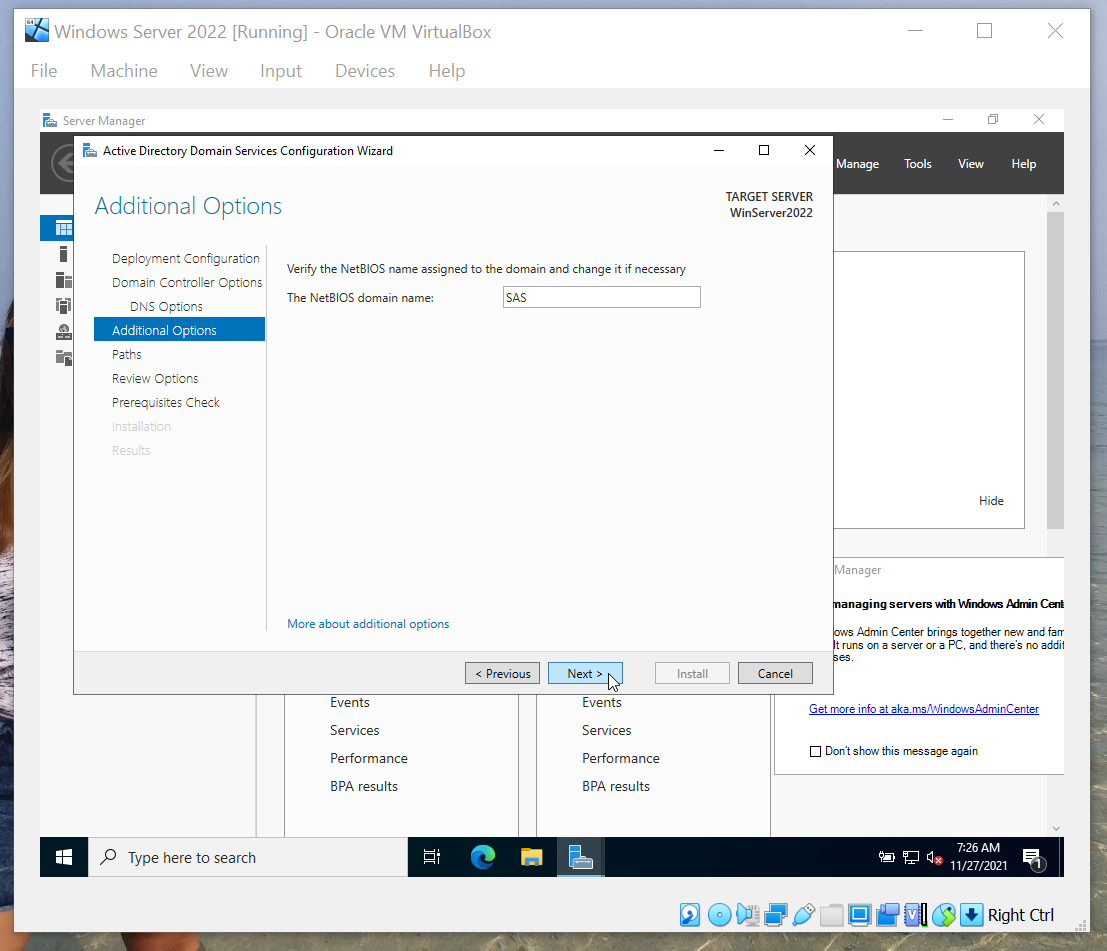 Windows Server 2022 [Running] - Oracle VM VirtualBox
File Machine View Input Devices Help
Server Manager
Manage Tools View Help
Active Directory Domain Services Configuration Wizard
Additional Options
TARGET SERVER
WinServer2022
Deployment Configuration
Domain Controller Options
DNS Options
Additional Options
Paths
Review Options
Prerequisites Check
Installation
Results
Verify the NetBIOS name assigned to the domain and change it if necessary
The NetBIOS domain name: SAS
More about additional options
< Previous Next > Install Cancel
Hide
Manager
managing servers with Windows Admin Cent
ows Admin Center brings together new and fam
It runs on a server or a PC, and there's no addit
ses.
Get more info at aka.ms/WindowsAdminCenter
Don't show this message again
Events
Services
Performance
BPA results
Events
Services
Performance
BPA results
Type here to search
7:26 AM
11/27/2021
1
Right Ctrl